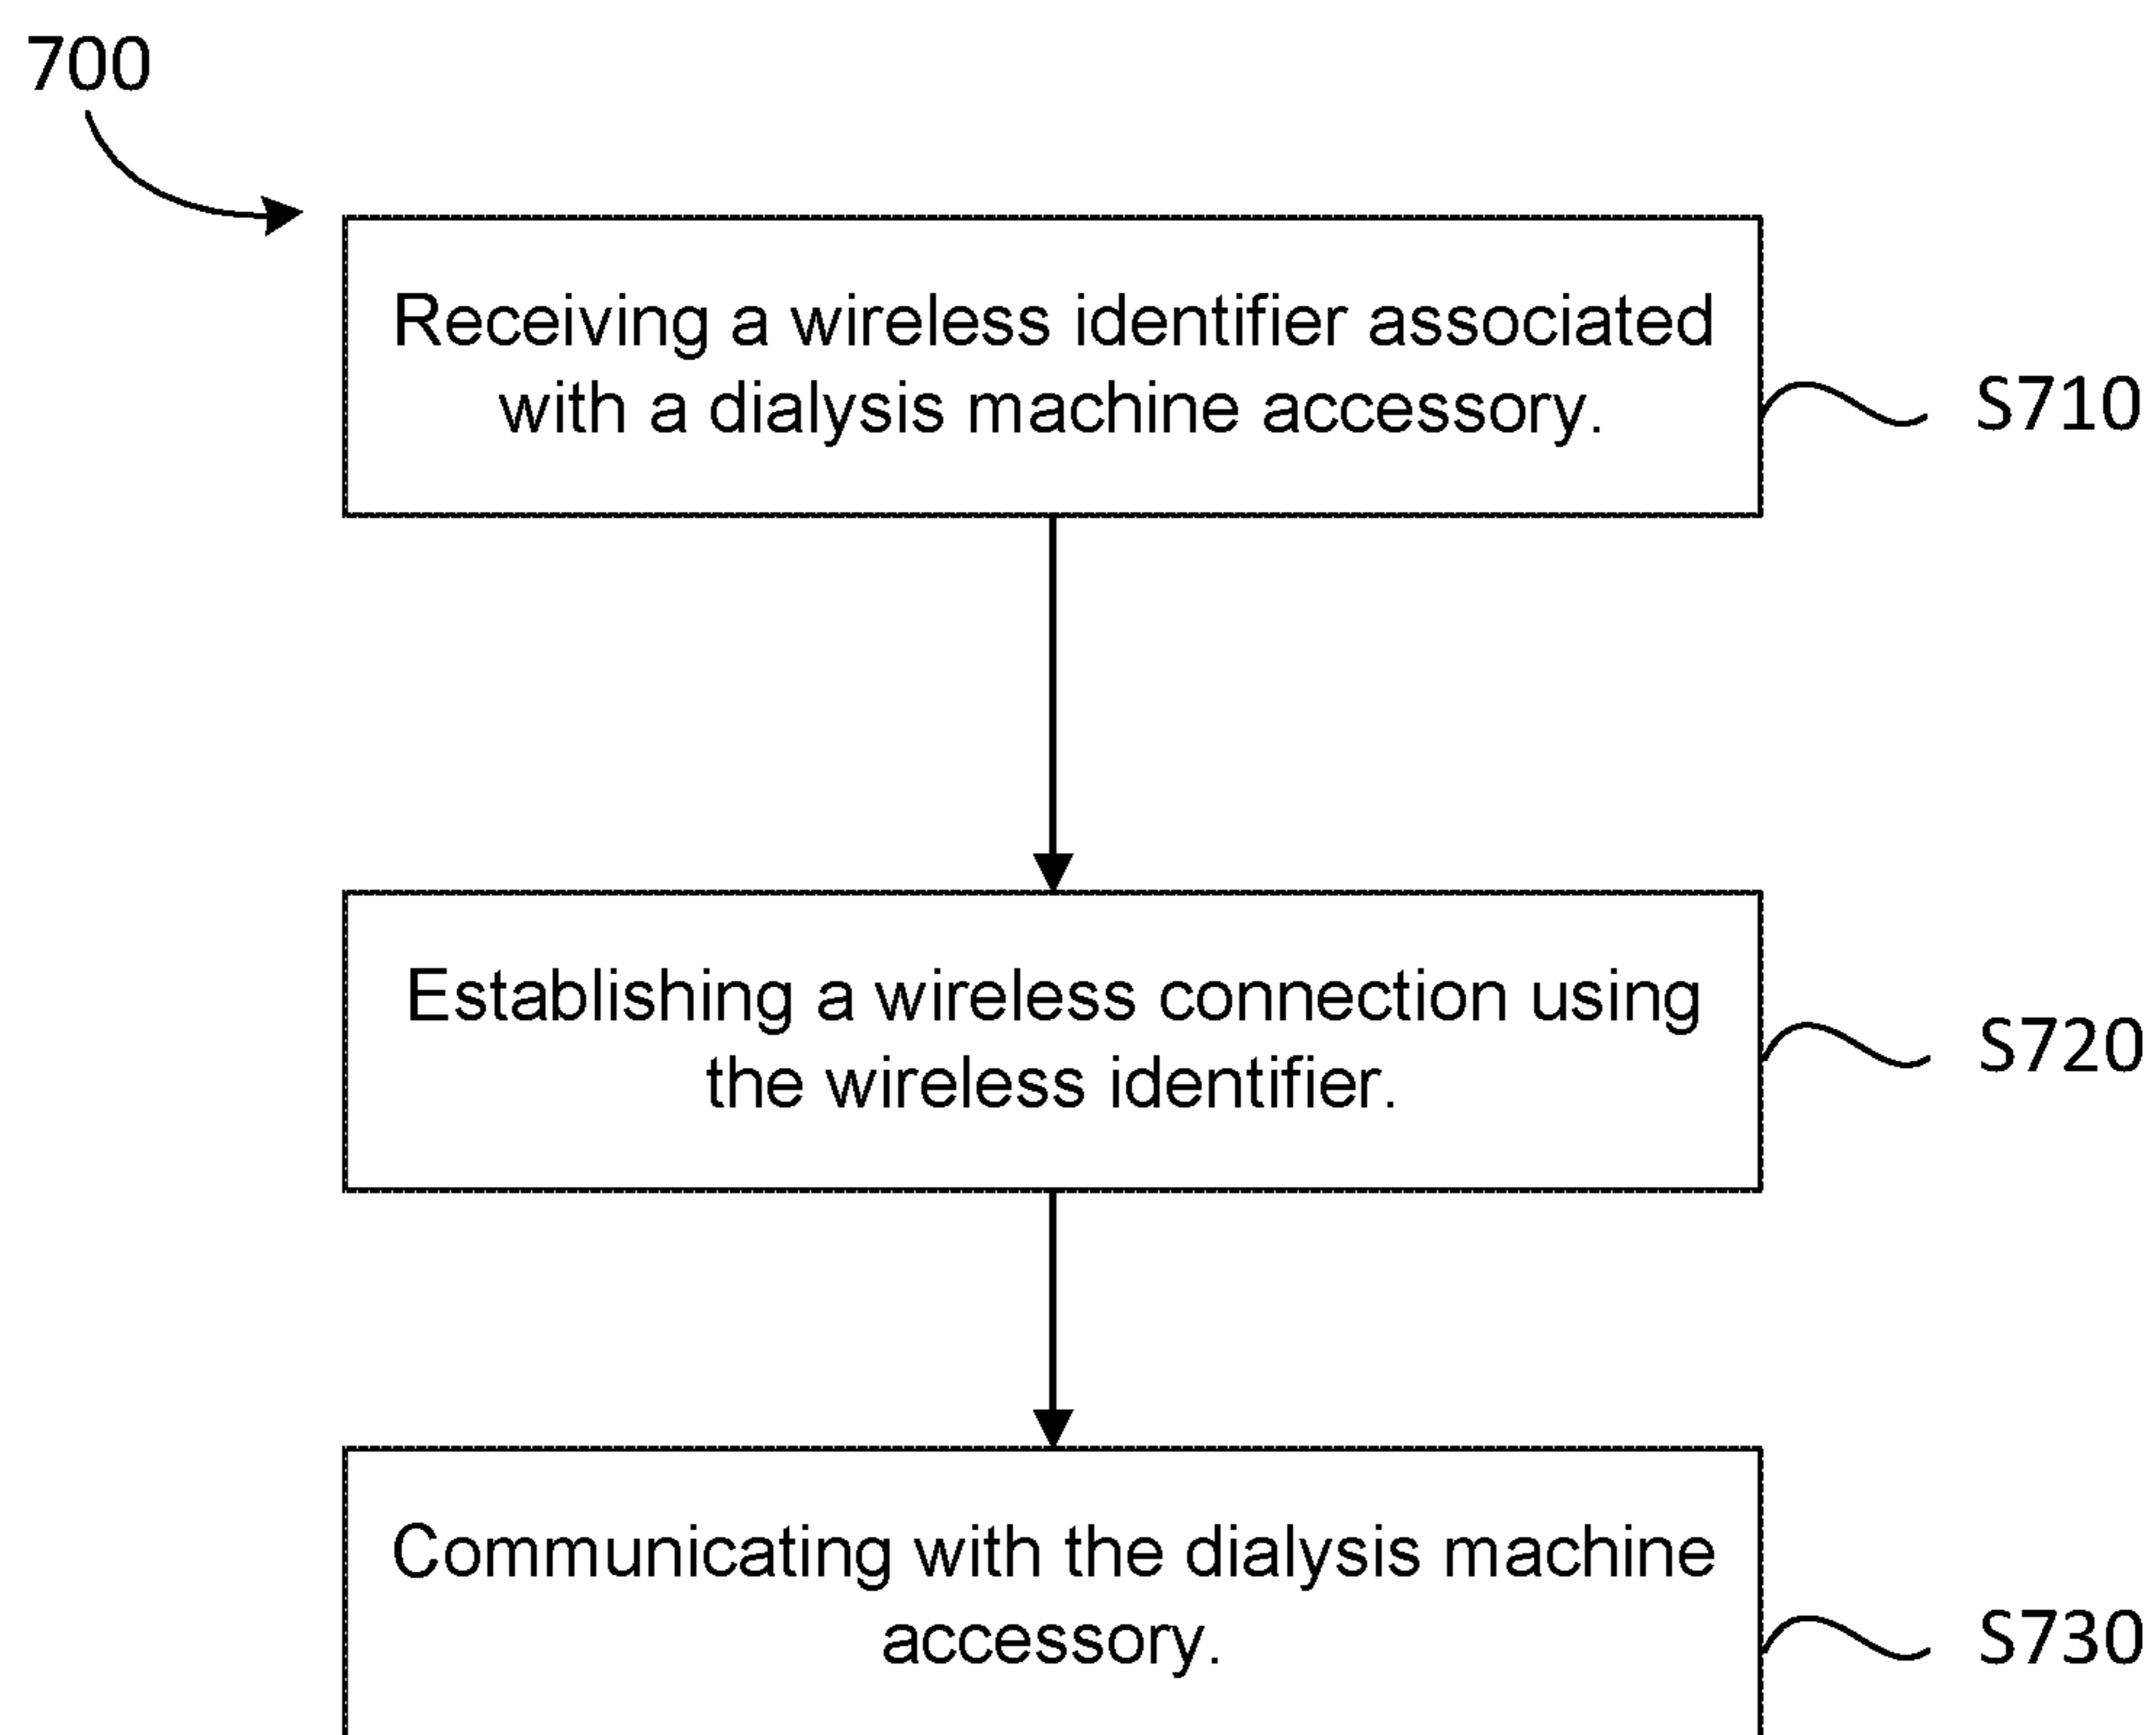 700
Receiving a wireless identifier associated
with a dialysis machine accessory.
S710
Establishing a wireless connection using
the wireless identifier.
S720
Communicating with the dialysis machine
accessory.
S730